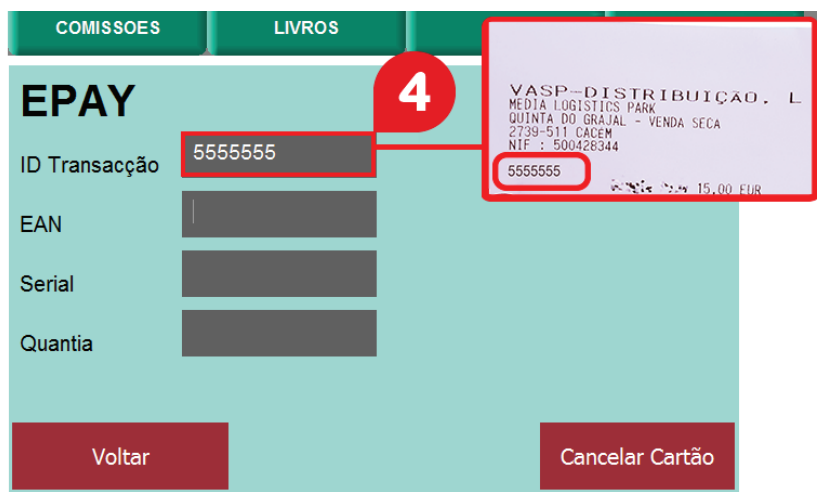 COMISSOES
LIVROS
EPAY
4
ID Transacção
5555555
EAN
Serial
Quantia
Voltar
Cancelar Cartão
VASP-DISTRIBUIÇÃO. L
MEDIA LOGISTICS PARK
QUINTA DO GRAJAL - VENDA SECA
2739-511 CACEM
NIF : 500428344
5555555
15,00 EUR